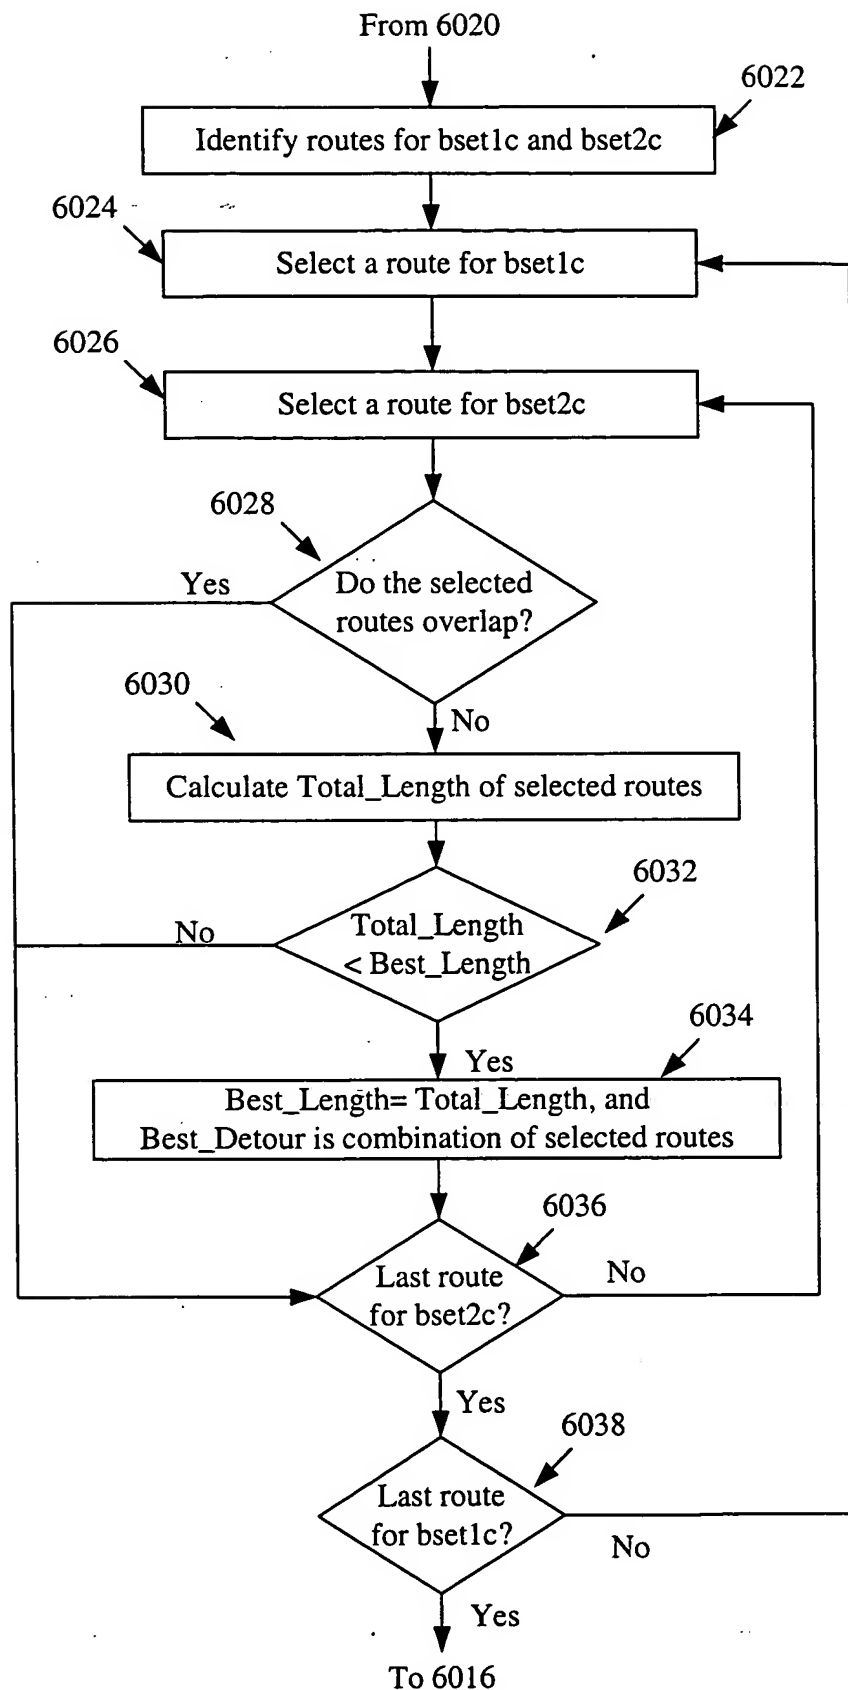 From 6020
6022
Identify routes for bset1c and bset2c
6024
Select a route for bset1c
6026
Select a route for bset2c
6028
Yes
Do the selected
routes overlap?
6030
No
Calculate Total_Length of selected routes
6032
No
Total_Length
< Best_Length
6034
Yes
Best_Length= Total_Length, and
Best_Detour is combination of selected routes
6036
Last route
for bset2c?
No
Yes
6038
Last route
for bset1c?
No
Yes
To 6016